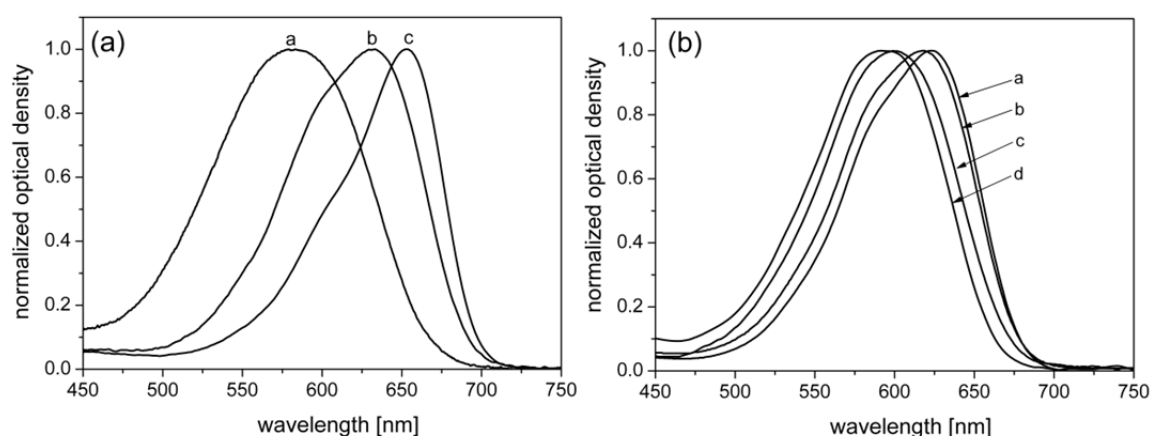 (a)
a b c
normalized optical density
1.0
0.8
0.6
0.4
0.2
0.0
450 500 550 600 650 700 750
wavelength [nm]
(b)
a
b
c
d
normalized optical density
1.0
0.8
0.6
0.4
0.2
0.0
450 500 550 600 650 700 750
wavelength [nm]